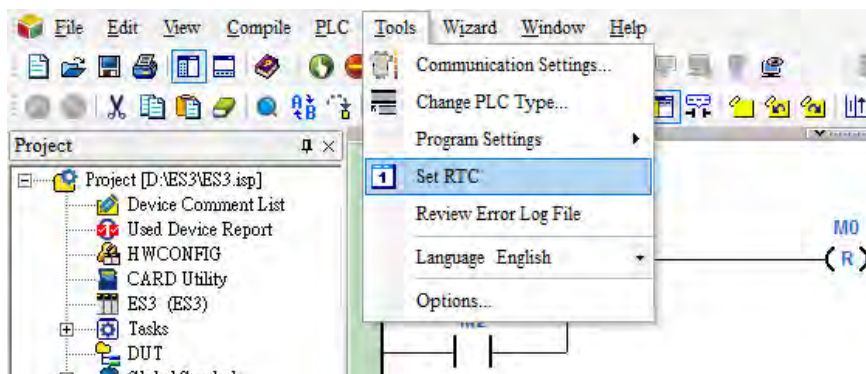 File Edit View Compile PLC Tools Wizard Window Help
Communication Settings...
Change PLC Type...
Program Settings
Set RTC
Review Error Log File
Language English
Options...
Project
Project [D:\ES3\ES3.isp]
Device Comment List
Used Device Report
HWCONFIG
CARD Utility
ES3 (ES3)
Tasks
DUT
M0
R